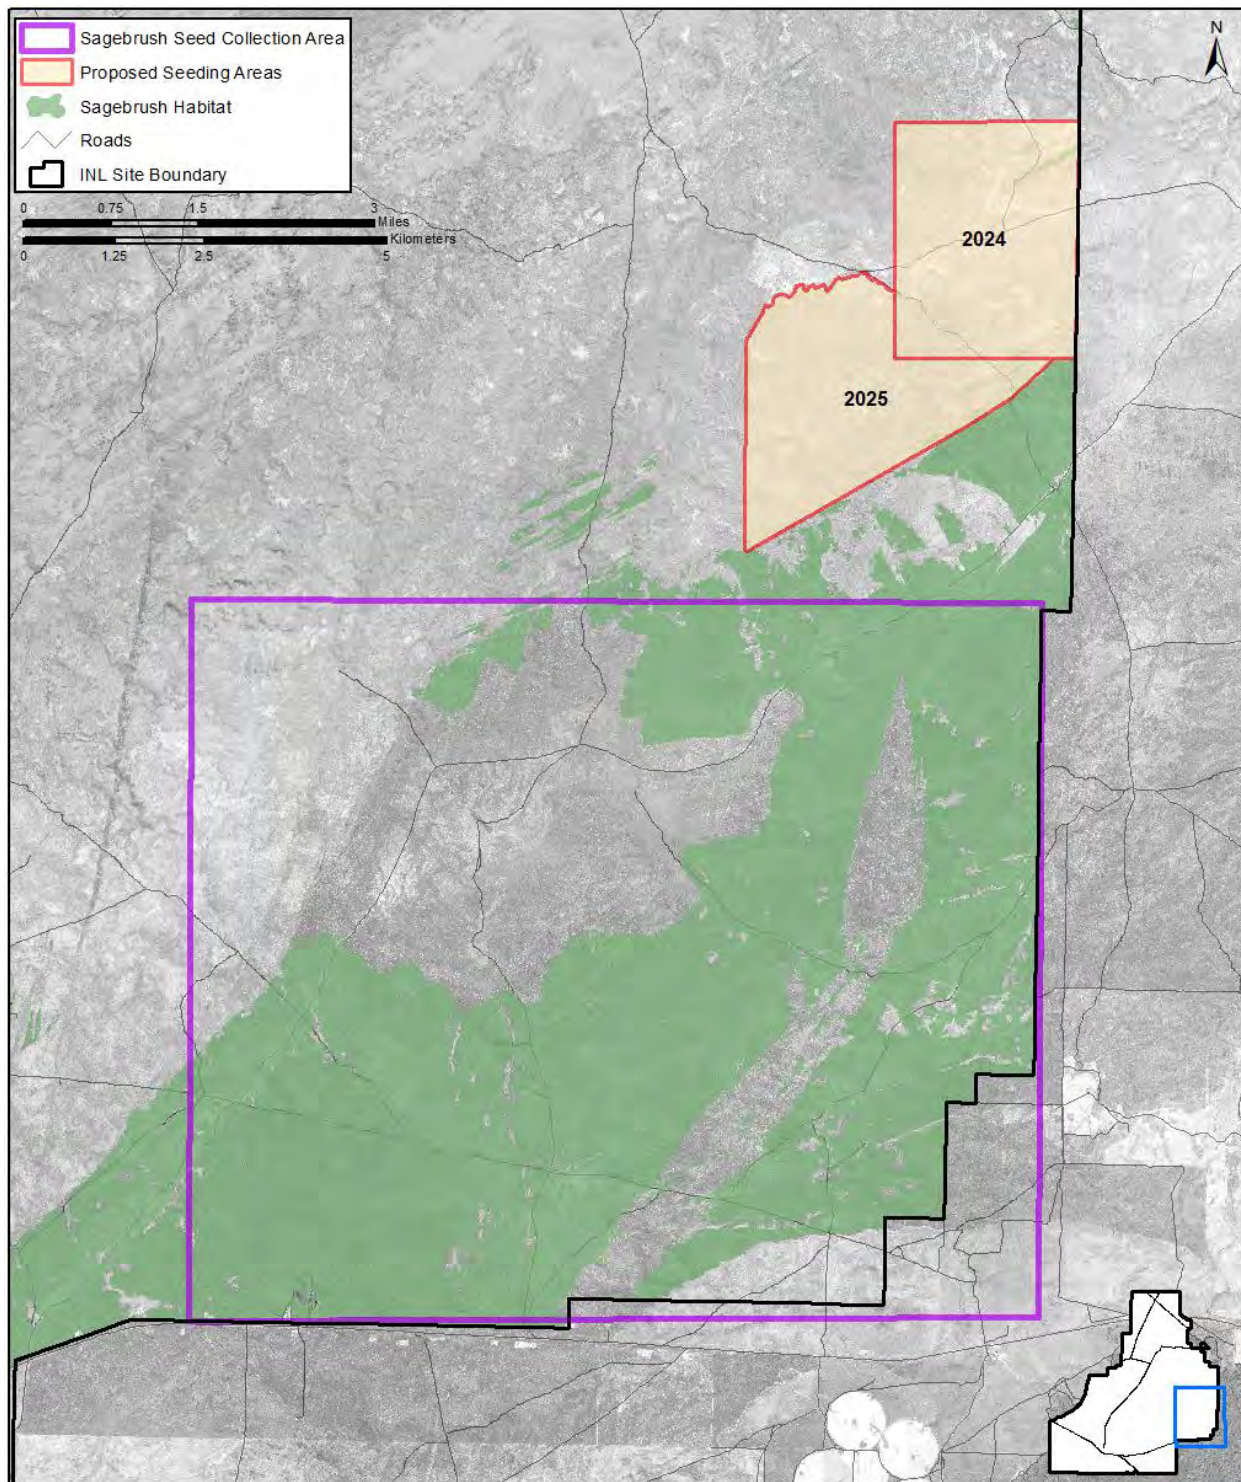 Sagebrush Seed Collection Area
Proposed Seeding Areas
Sagebrush Habitat
Roads
INL Site Boundary
N
0 0.75 1.5 3
Miles
Kilometers
0 1.25 2.5 5
2024
2025